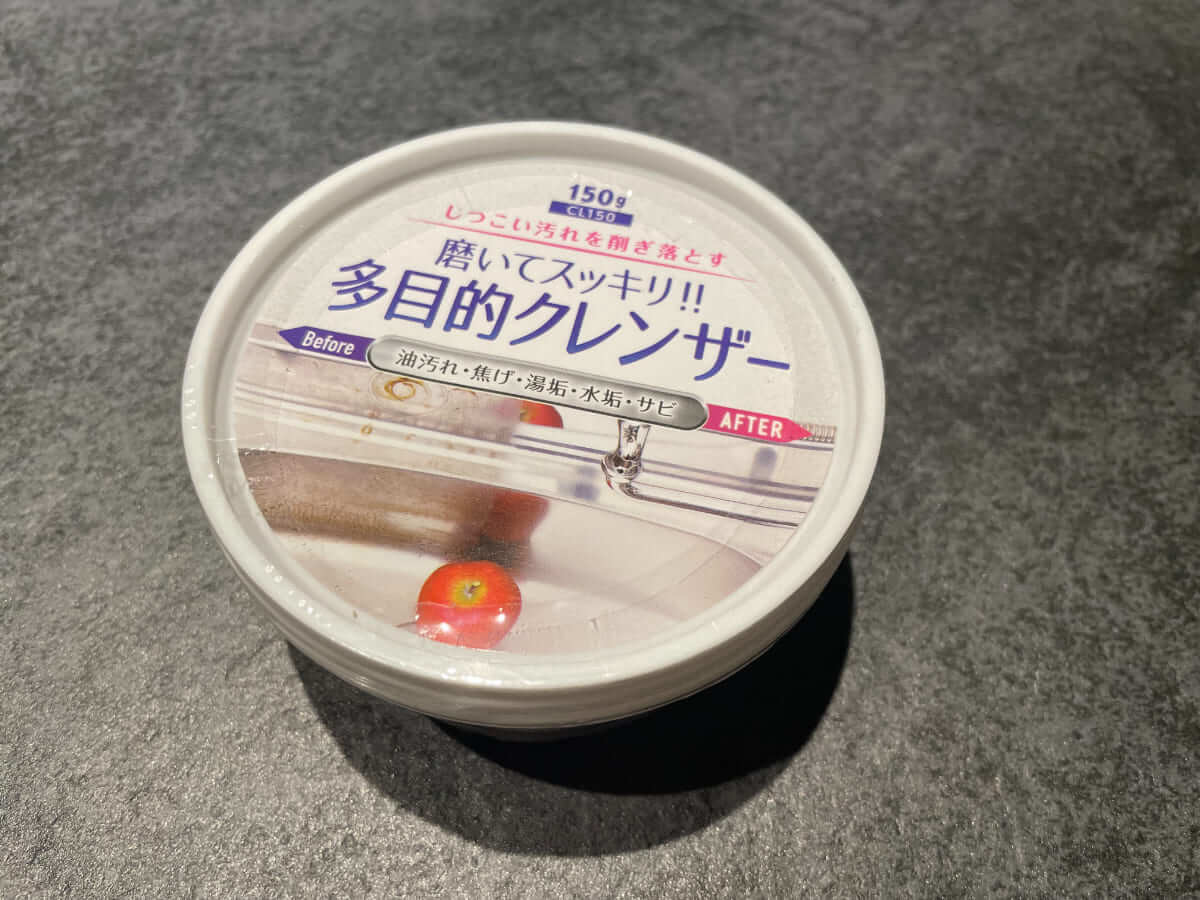 150g
CL150
しつこい汚れを削ぎ落とす
磨いてスッキリ!!
多目的クレンザー
Before
油汚れ・焦げ・湯垢・水垢・サビ
AFTER